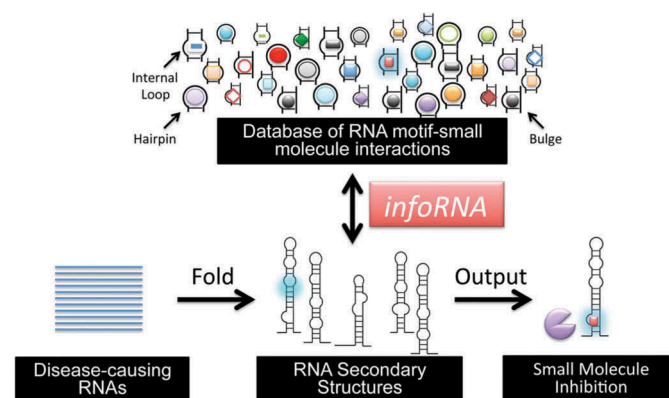 Internal
Loop
Hairpin
Bulge
Database of RNA motif-small
molecule interactions
infoRNA
Fold
Output
Disease-causing
RNAs
RNA Secondary
Structures
Small Molecule
Inhibition